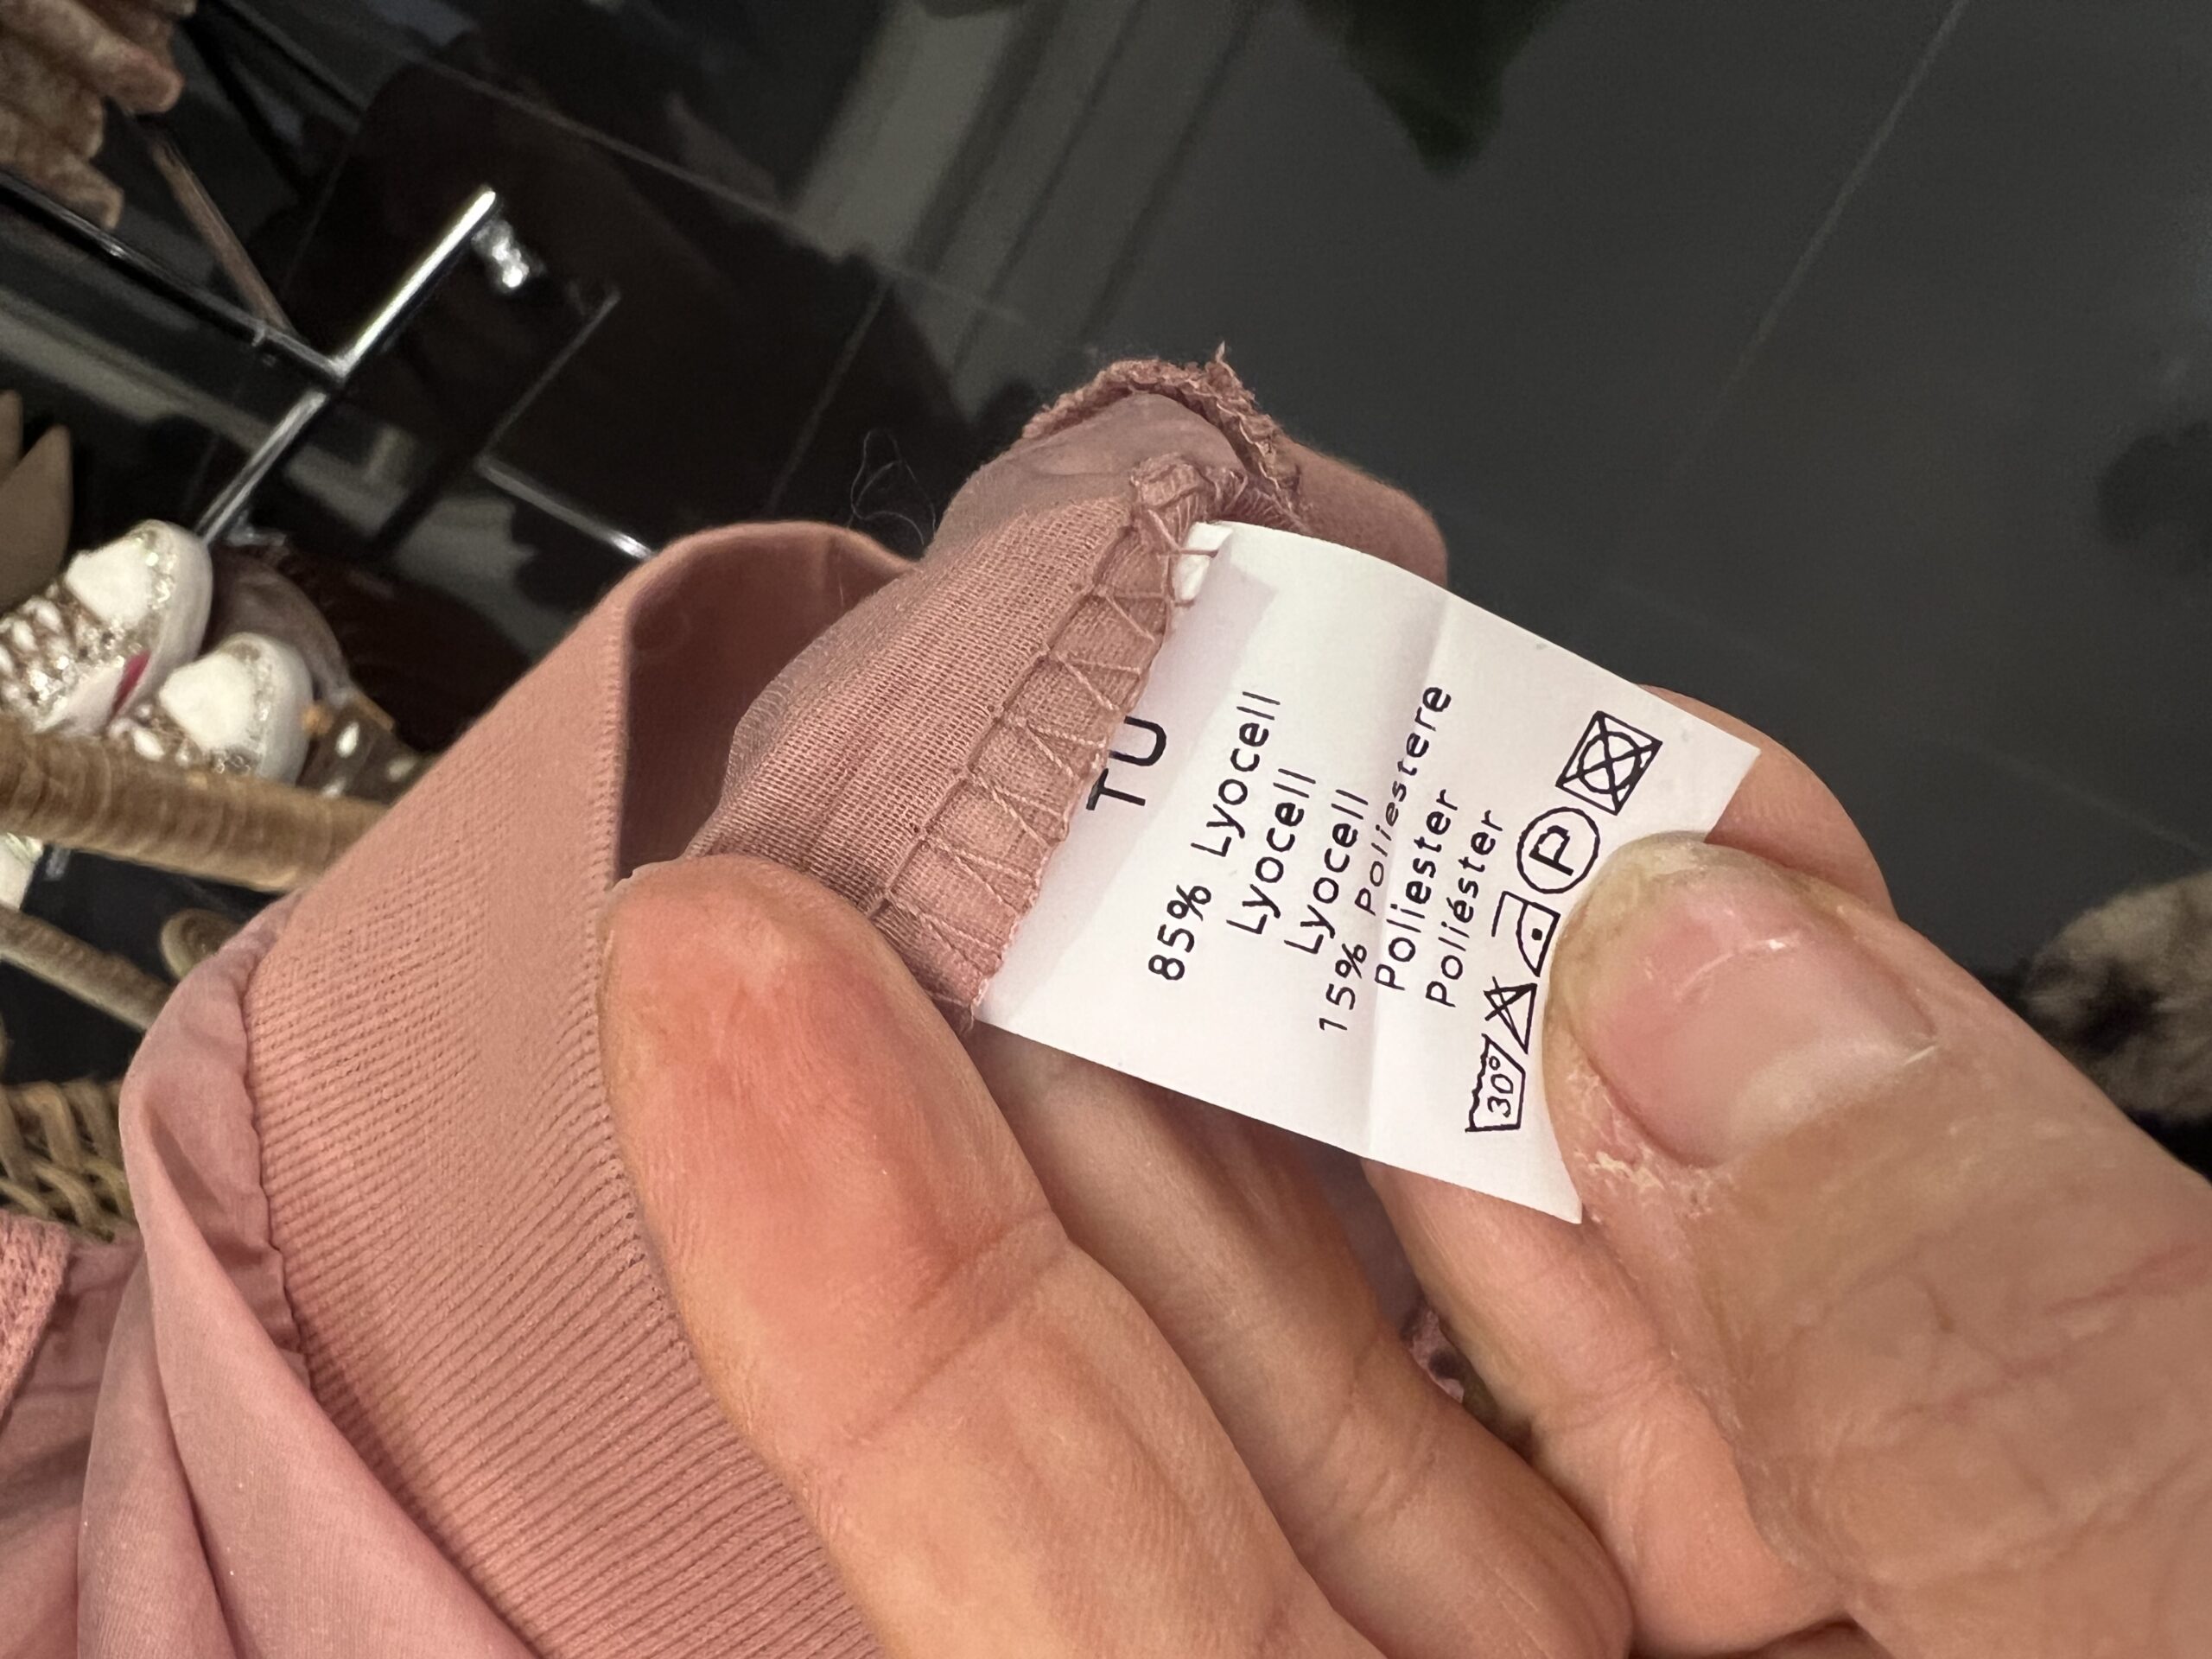 TU
85% Lyocell
Lyocell
Lyocell
15% Poliestere
Poliester
Poliéster
30°
P